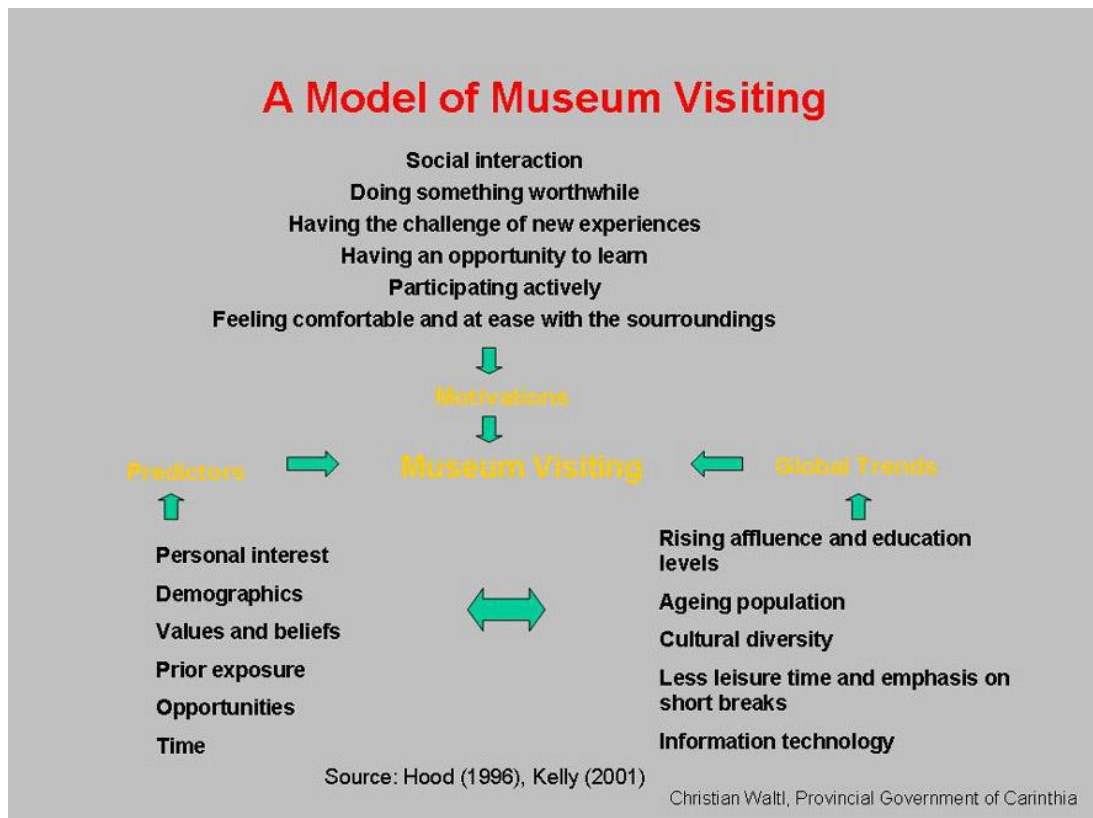 A Model of Museum Visiting
Social interaction
Doing something worthwhile
Having the challenge of new experiences
Having an opportunity to learn
Participating actively
Feeling comfortable and at ease with the sourroundings
Motivations
Predictors
Museum Visiting
Global Trends
Personal interest
Demographics
Values and beliefs
Prior exposure
Opportunities
Time
Rising affluence and education
levels
Ageing population
Cultural diversity
Less leisure time and emphasis on
short breaks
Information technology
Source: Hood (1996), Kelly (2001)
Christian Waltl, Provincial Government of Carinthia